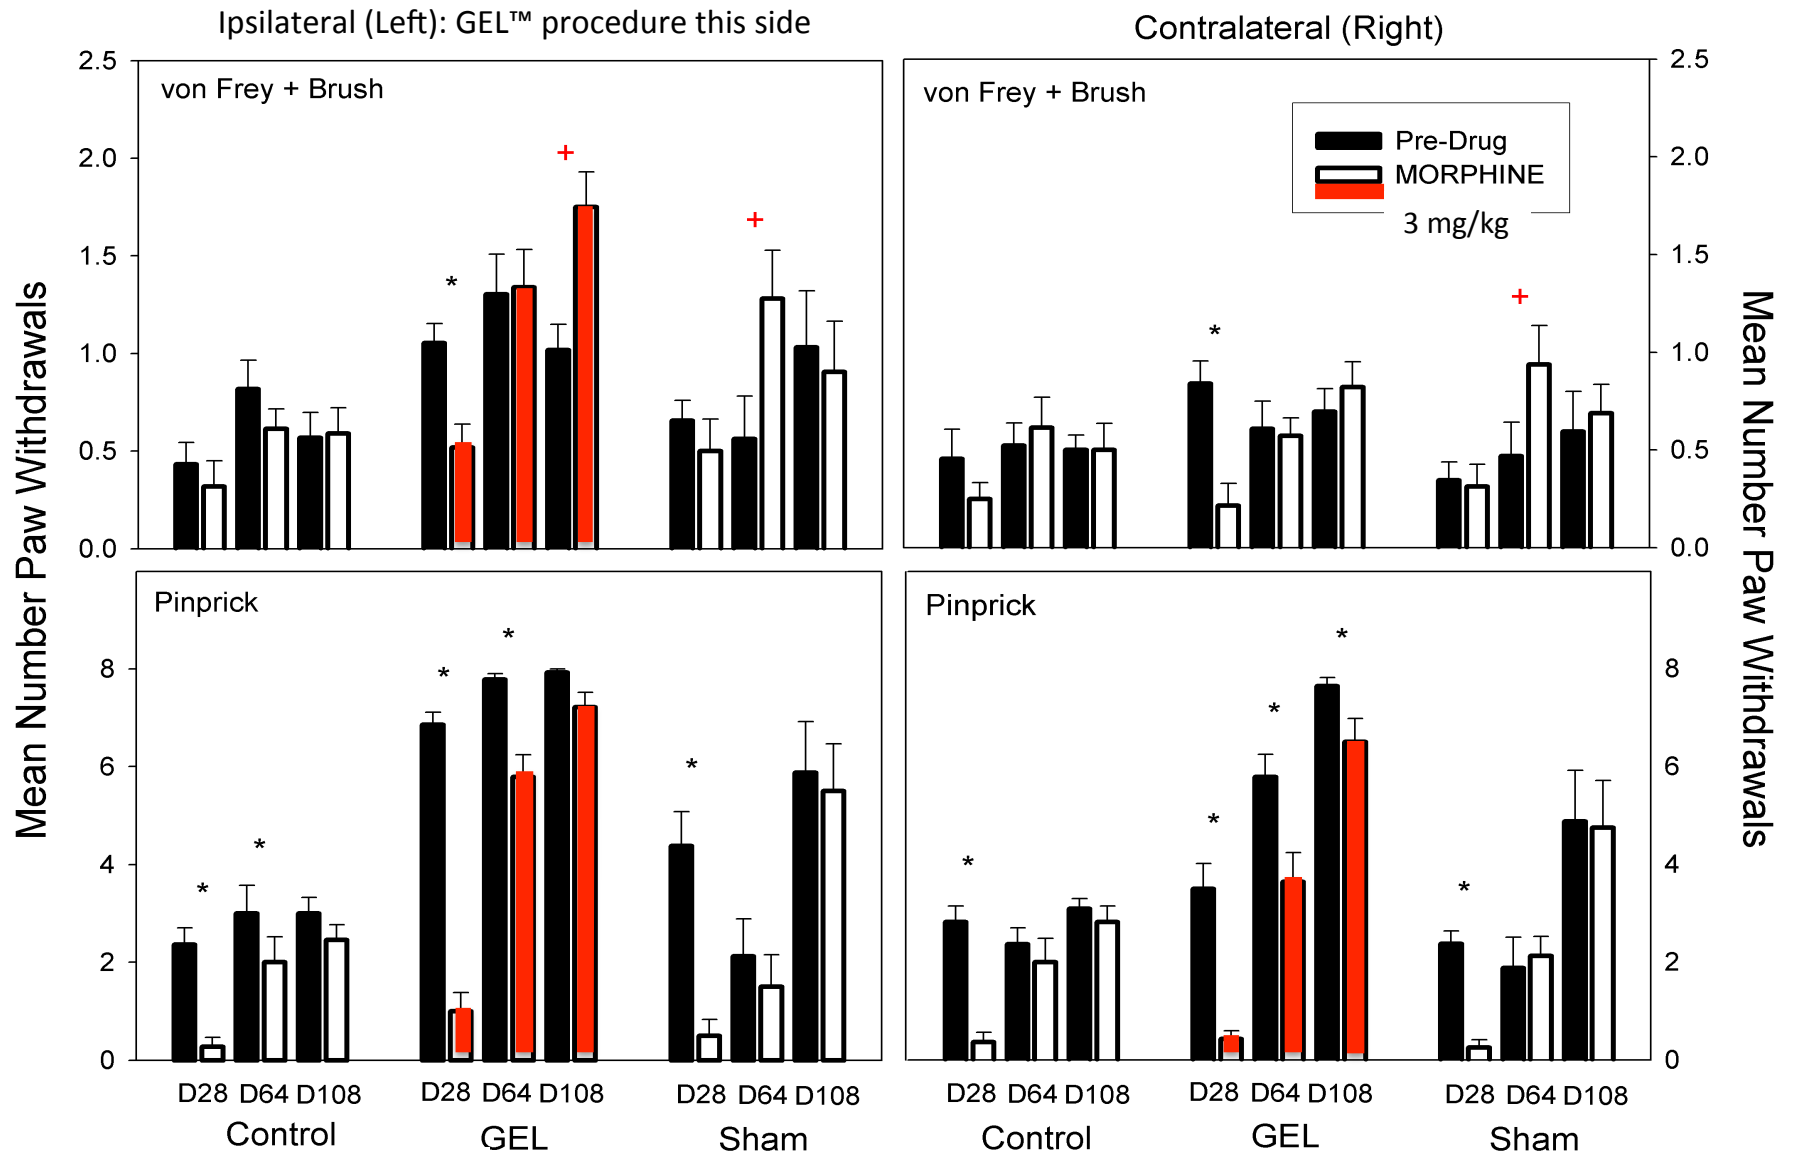 Ipsilateral (Left): GEL™ procedure this side
Contralateral (Right)
Mean Number Paw Withdrawals
2.5
2.0
1.5
1.0
0.5
0.0
von Frey + Brush
*
+
+
von Frey + Brush
Pre-Drug
MORPHINE
3 mg/kg
*
+
2.5
2.0
1.5
1.0
0.5
0.0
Mean Number Paw Withdrawals
8
6
4
2
0
Pinprick
*
*
*
*
*
Pinprick
*
*
*
*
*
8
6
4
2
0
D28 D64 D108
D28 D64 D108
D28 D64 D108
D28 D64 D108
D28 D64 D108
D28 D64 D108
Control
GEL
Sham
Control
GEL
Sham